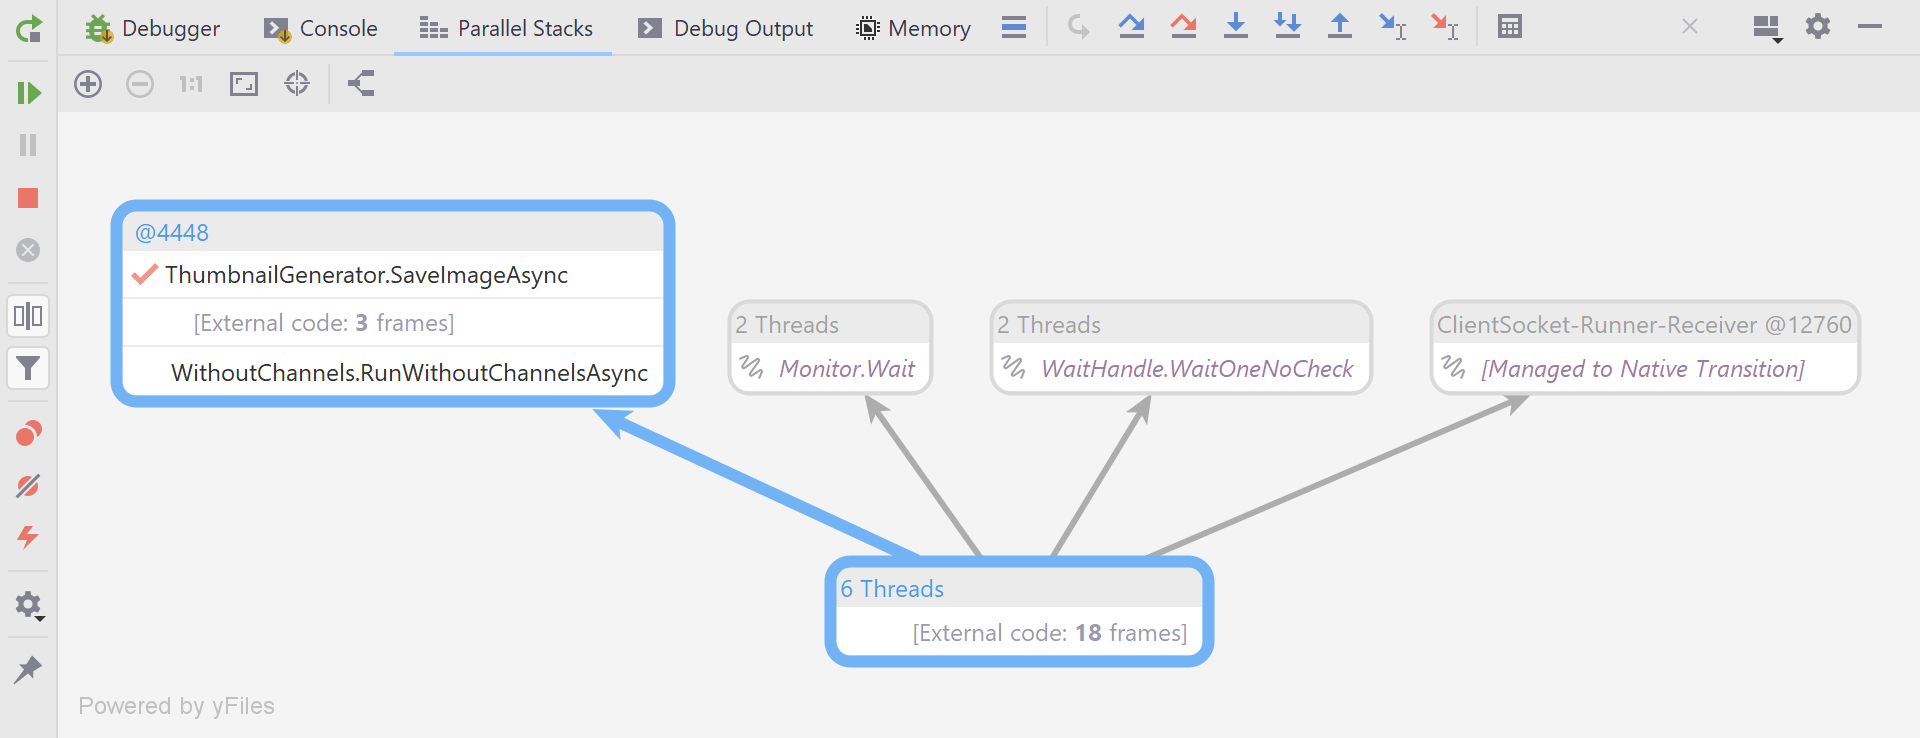 Debugger Console Parallel Stacks Debug Output Memory
1:1
@4448
ThumbnailGenerator.SaveImageAsync
[External code: 3 frames]
WithoutChannels.RunWithoutChannelsAsync
2 Threads
Monitor.Wait
2 Threads
WaitHandle.WaitOneNoCheck
ClientSocket-Runner-Receiver @12760
[Managed to Native Transition]
6 Threads
[External code: 18 frames]
Powered by yFiles